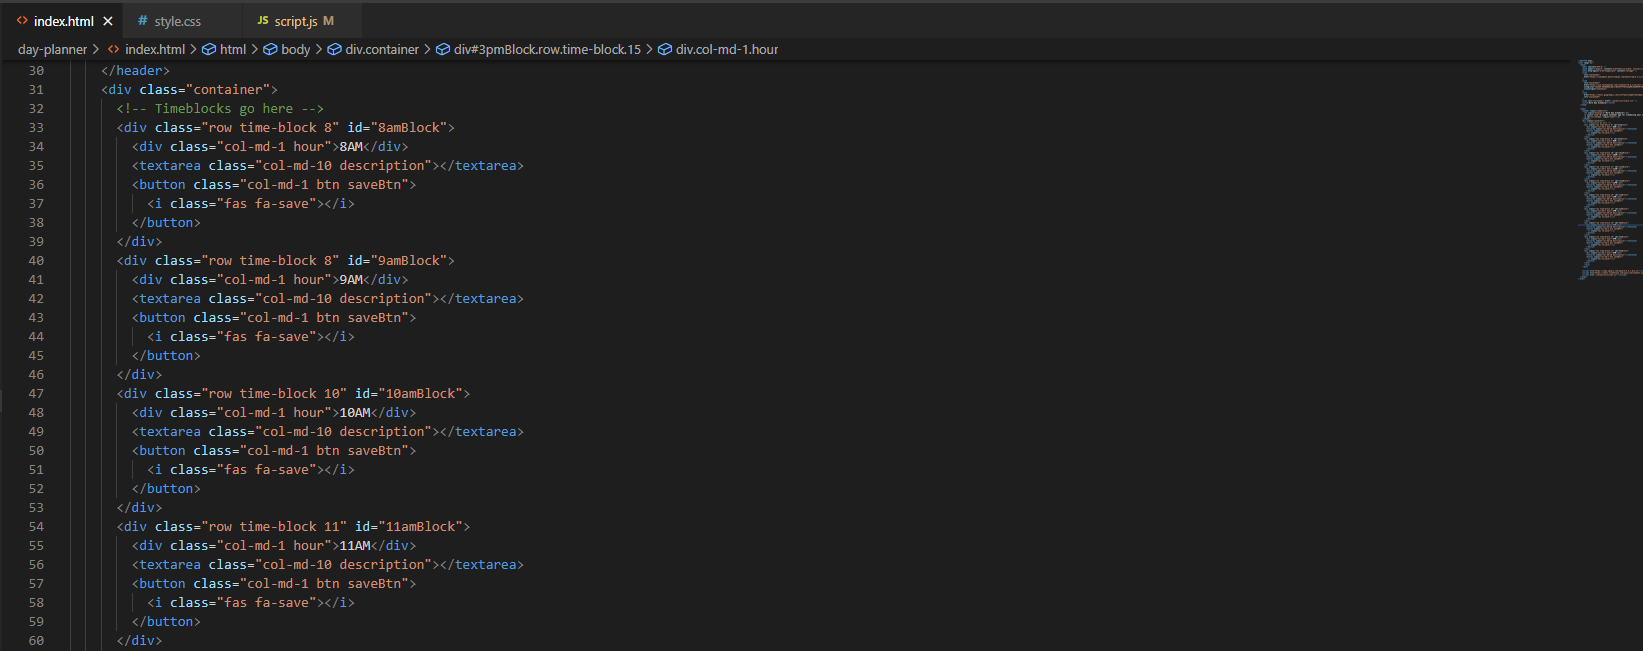 index.html
style.css
JS script.js M
day-planner > index.html > html > body > div.container > div#3pmBlock.row.time-block.15 > div.col-md-1.hour
30 </header>
31 <div class="container">
32 <!-- Timeblocks go here -->
33 <div class="row time-block 8" id="8amBlock">
34 <div class="col-md-1 hour">8AM</div>
35 <textarea class="col-md-10 description"></textarea>
36 <button class="col-md-1 btn saveBtn">
37 <i class="fas fa-save"></i>
38 </button>
39 </div>
40 <div class="row time-block 8" id="9amBlock">
41 <div class="col-md-1 hour">9AM</div>
42 <textarea class="col-md-10 description"></textarea>
43 <button class="col-md-1 btn saveBtn">
44 <i class="fas fa-save"></i>
45 </button>
46 </div>
47 <div class="row time-block 10" id="10amBlock">
48 <div class="col-md-1 hour">10AM</div>
49 <textarea class="col-md-10 description"></textarea>
50 <button class="col-md-1 btn saveBtn">
51 <i class="fas fa-save"></i>
52 </button>
53 </div>
54 <div class="row time-block 11" id="11amBlock">
55 <div class="col-md-1 hour">11AM</div>
56 <textarea class="col-md-10 description"></textarea>
57 <button class="col-md-1 btn saveBtn">
58 <i class="fas fa-save"></i>
59 </button>
60 </div>